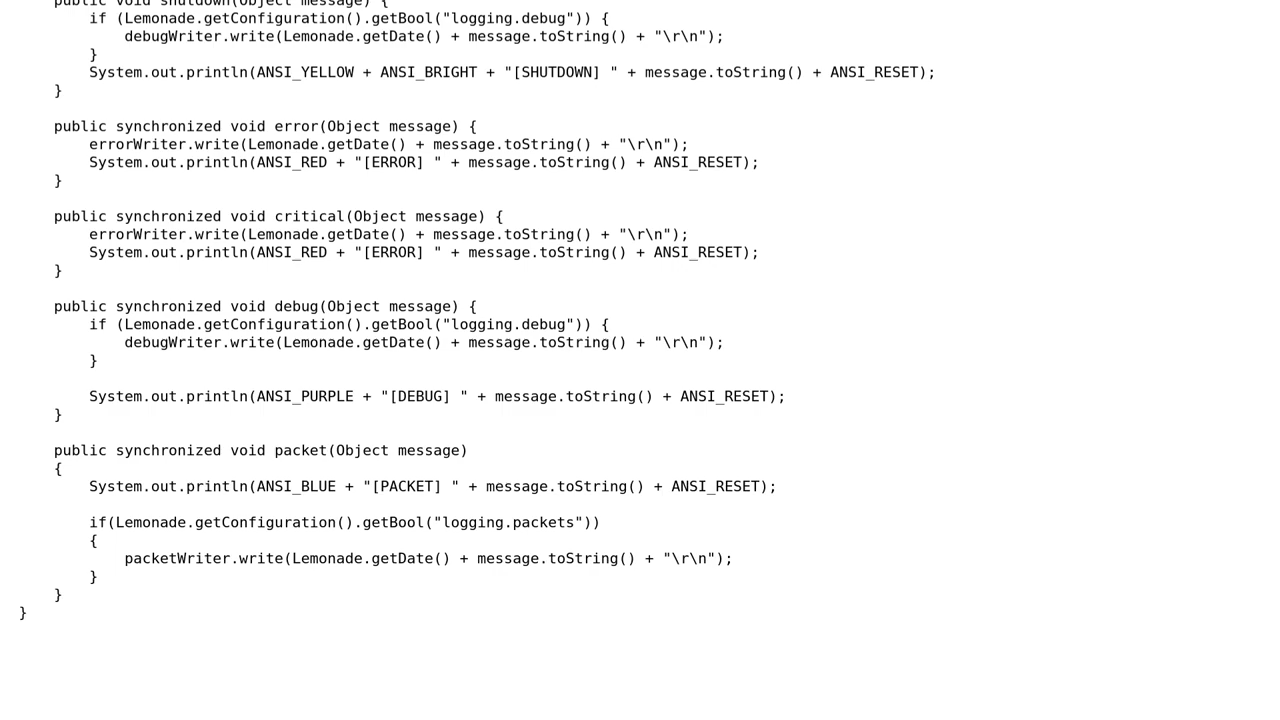 public void shutdown(Object message) {
        if (Lemonade.getConfiguration().getBool("logging.debug")) {
            debugWriter.write(Lemonade.getDate() + message.toString() + "\r\n");
        }
        System.out.println(ANSI_YELLOW + ANSI_BRIGHT + "[SHUTDOWN] " + message.toString() + ANSI_RESET);
    }

    public synchronized void error(Object message) {
        errorWriter.write(Lemonade.getDate() + message.toString() + "\r\n");
        System.out.println(ANSI_RED + "[ERROR] " + message.toString() + ANSI_RESET);
    }

    public synchronized void critical(Object message) {
        errorWriter.write(Lemonade.getDate() + message.toString() + "\r\n");
        System.out.println(ANSI_RED + "[ERROR] " + message.toString() + ANSI_RESET);
    }

    public synchronized void debug(Object message) {
        if (Lemonade.getConfiguration().getBool("logging.debug")) {
            debugWriter.write(Lemonade.getDate() + message.toString() + "\r\n");
        }

        System.out.println(ANSI_PURPLE + "[DEBUG] " + message.toString() + ANSI_RESET);
    }

    public synchronized void packet(Object message)
    {
        System.out.println(ANSI_BLUE + "[PACKET] " + message.toString() + ANSI_RESET);

        if(Lemonade.getConfiguration().getBool("logging.packets"))
        {
            packetWriter.write(Lemonade.getDate() + message.toString() + "\r\n");
        }
    }
}